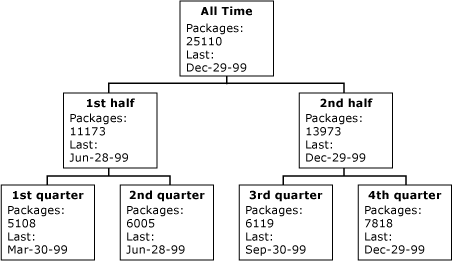 All Time
Packages:
25110
Last:
Dec-29-99
1st half
Packages:
11173
Last:
Jun-28-99
2nd half
Packages:
13973
Last:
Dec-29-99
1st quarter
Packages:
5108
Last:
Mar-30-99
2nd quarter
Packages:
6005
Last:
Jun-28-99
3rd quarter
Packages:
6119
Last:
Sep-30-99
4th quarter
Packages:
7818
Last:
Dec-29-99